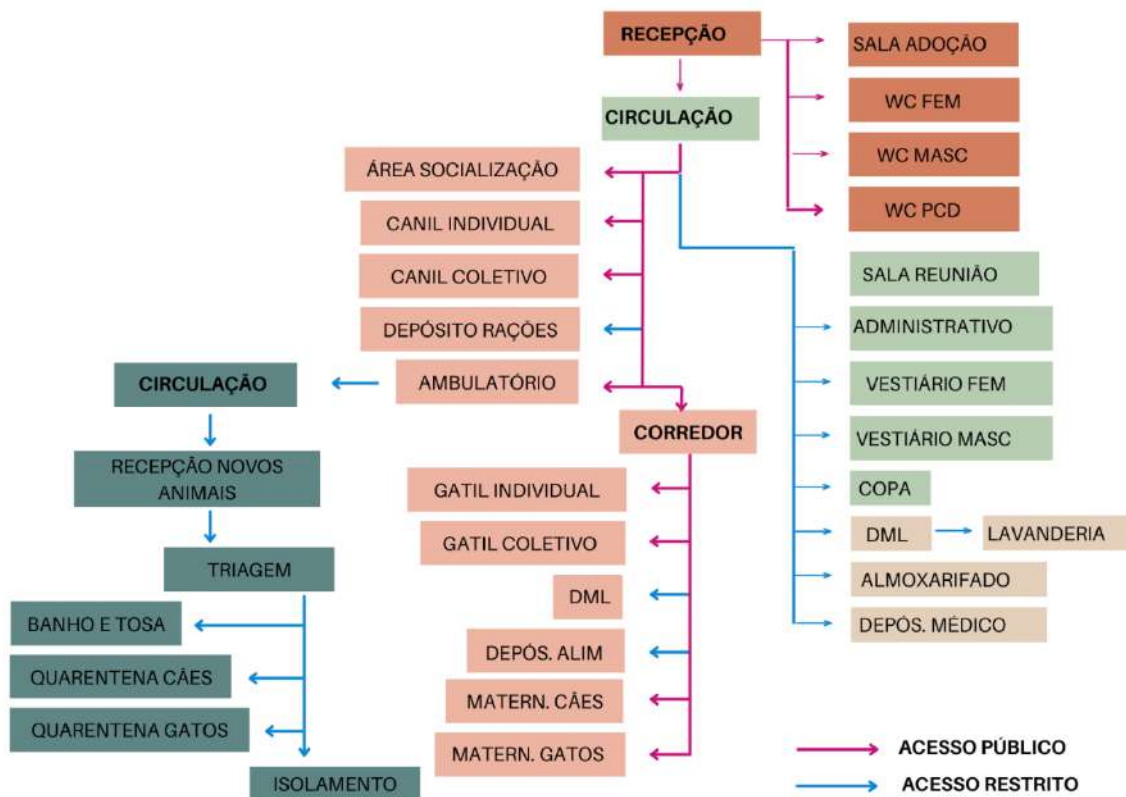 RECEPÇÃO
SALA ADOÇÃO
WC FEM
WC MASC
WC PCD
CIRCULAÇÃO
ÁREA SOCIALIZAÇÃO
CANIL INDIVIDUAL
CANIL COLETIVO
DEPÓSITO RAÇÕES
AMBULATÓRIO
CIRCULAÇÃO
RECEPÇÃO NOVOS
ANIMAIS
TRIAGEM
BANHO E TOSA
QUARENTENA CÂES
QUARENTENA GATOS
ISOLAMENTO
CORREDOR
GATIL INDIVIDUAL
GATIL COLETIVO
DML
DEPÓS. ALIM
MATERN. CÂES
MATERN. GATOS
SALA REUNIÃO
ADMINISTRATIVO
VESTIÁRIO FEM
VESTIÁRIO MASC
COPA
DML
LAVANDERIA
ALMOXARIFADO
DEPÓS. MÉDICO
ACESSO PÚBLICO
ACESSO RESTRITO